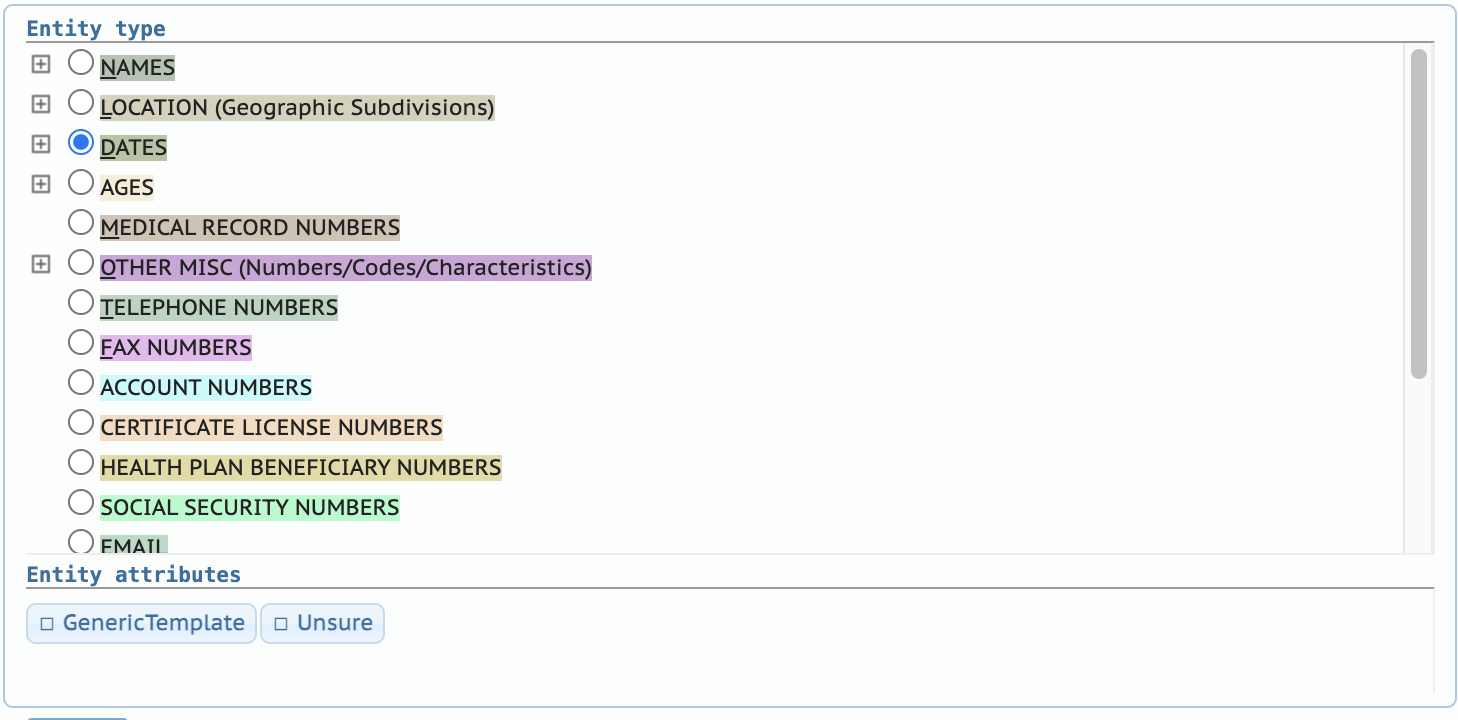 Entity type
NAMES
LOCATION (Geographic Subdivisions)
DATES
AGES
MEDICAL RECORD NUMBERS
OTHER MISC (Numbers/Codes/Characteristics)
TELEPHONE NUMBERS
FAX NUMBERS
ACCOUNT NUMBERS
CERTIFICATE LICENSE NUMBERS
HEALTH PLAN BENEFICIARY NUMBERS
SOCIAL SECURITY NUMBERS
EMAIL
Entity attributes
GenericTemplate Unsure